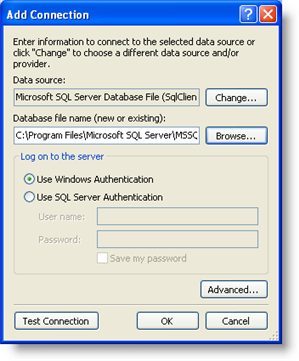 Add Connection
Enter information to connect to the selected data source or
click "Change" to choose a different data source and/or
provider.
Data source:
Microsoft SQL Server Database File (SqlClien
Change...
Database file name (new or existing):
C:\Program Files\Microsoft SQL Server\MSSQ
Browse...
Log on to the server
Use Windows Authentication
Use SQL Server Authentication
User name:
Password:
Save my password
Advanced...
Test Connection
OK
Cancel